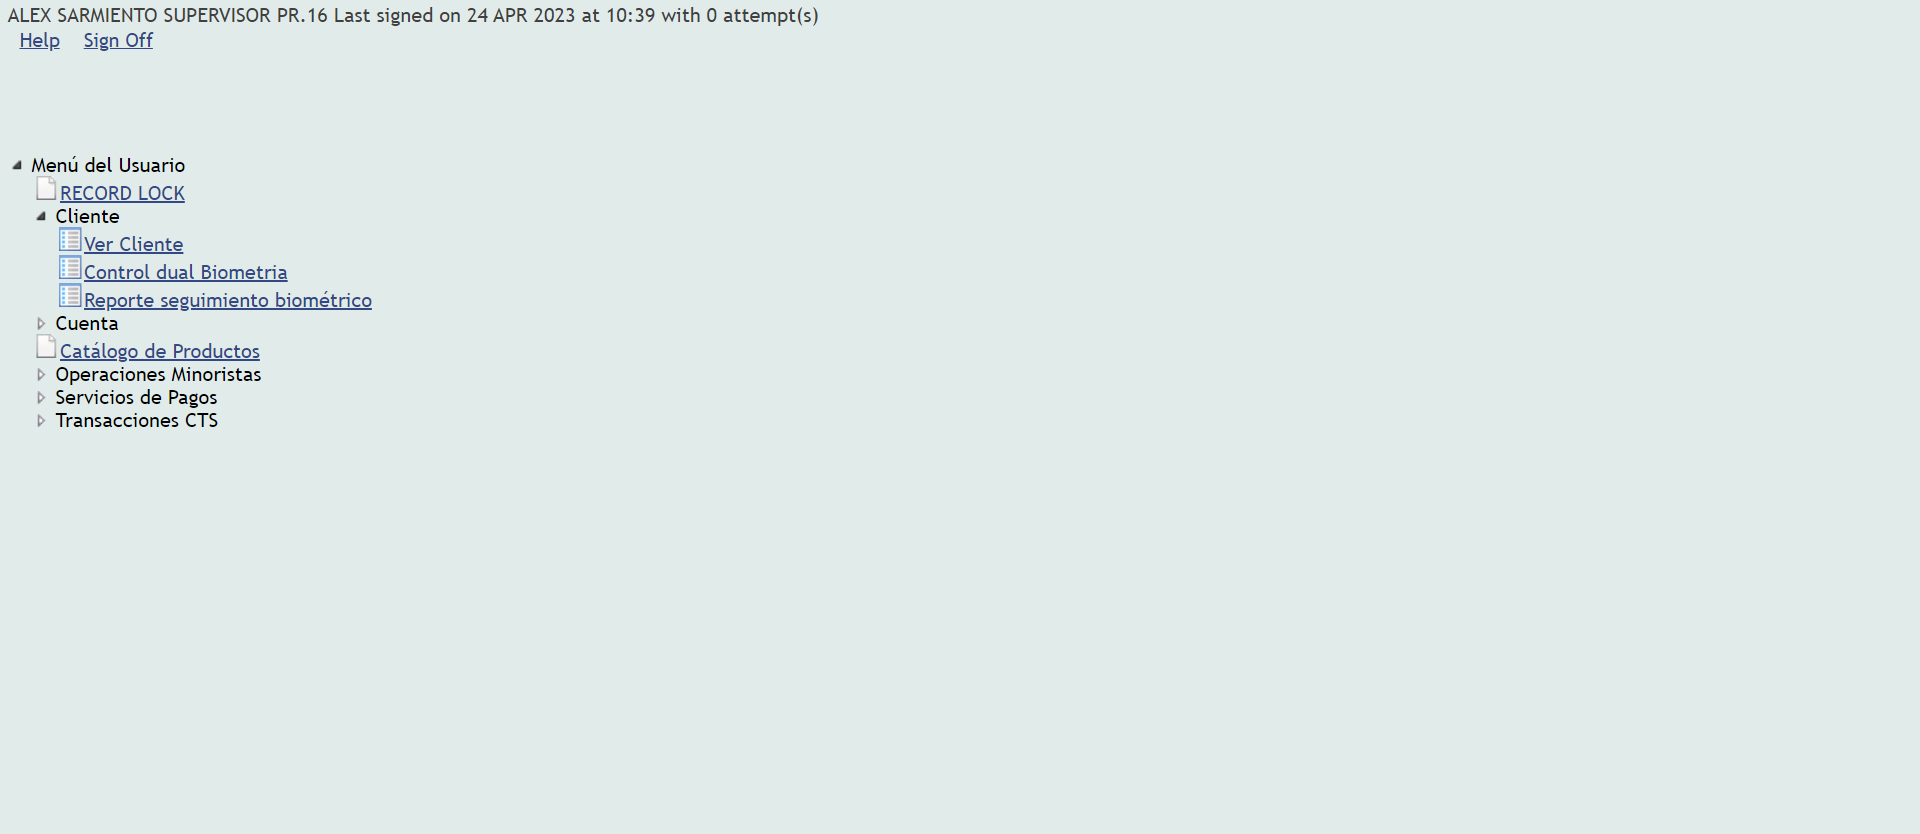 ALEX SARMIENTO SUPERVISOR PR.16 Last signed on 24 APR 2023 at 10:39 with 0 attempt(s)
Help Sign Off
Menú del Usuario
RECORD LOCK
Cliente
Ver Cliente
Control dual Biometria
Reporte seguimiento biométrico
Cuenta
Catálogo de Productos
Operaciones Minoristas
Servicios de Pagos
Transacciones CTS